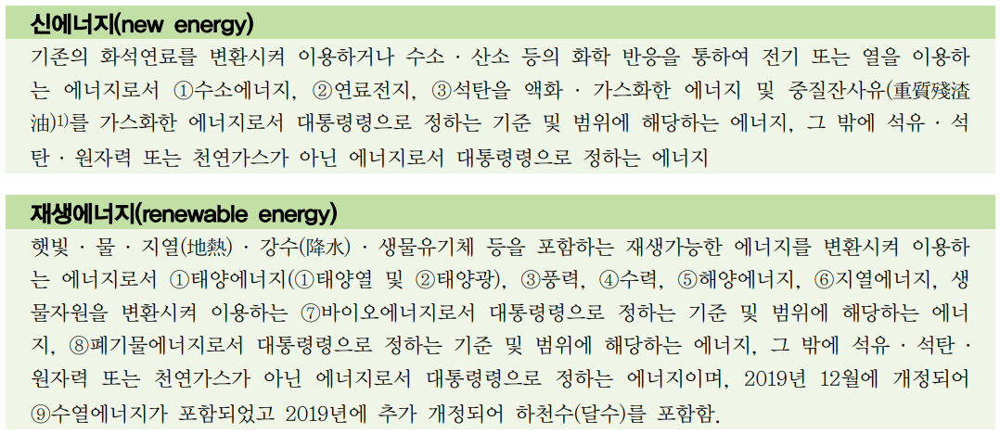 신에너지(new energy)
기존의 화석연료를 변환시켜 이용하거나 수소 · 산소 등의 화학 반응을 통하여 전기 또는 열을 이용하
는 에너지로서 ①수소에너지, ②연료전지, ③석탄을 액화 · 가스화한 에너지 및 중질잔사유(重質殘渣
油)1)를 가스화한 에너지로서 대통령령으로 정하는 기준 및 범위에 해당하는 에너지, 그 밖에 석유 · 석
탄 · 원자력 또는 천연가스가 아닌 에너지로서 대통령령으로 정하는 에너지
재생에너지(renewable energy)
햇빛 · 물 · 지열(地熱) · 강수(降水) · 생물유기체 등을 포함하는 재생가능한 에너지를 변환시켜 이용하
는 에너지로서 ①태양에너지(①태양열 및 ②태양광), ③풍력, ④수력, ⑤해양에너지, ⑥지열에너지, 생
물자원을 변환시켜 이용하는 ⑦바이오에너지로서 대통령령으로 정하는 기준 및 범위에 해당하는 에너
지, ⑧폐기물에너지로서 대통령령으로 정하는 기준 및 범위에 해당하는 에너지, 그 밖에 석유 · 석탄 ·
원자력 또는 천연가스가 아닌 에너지로서 대통령령으로 정하는 에너지이며, 2019년 12월에 개정되어
⑨수열에너지가 포함되었고 2019년에 추가 개정되어 하천수(달수)를 포함함.